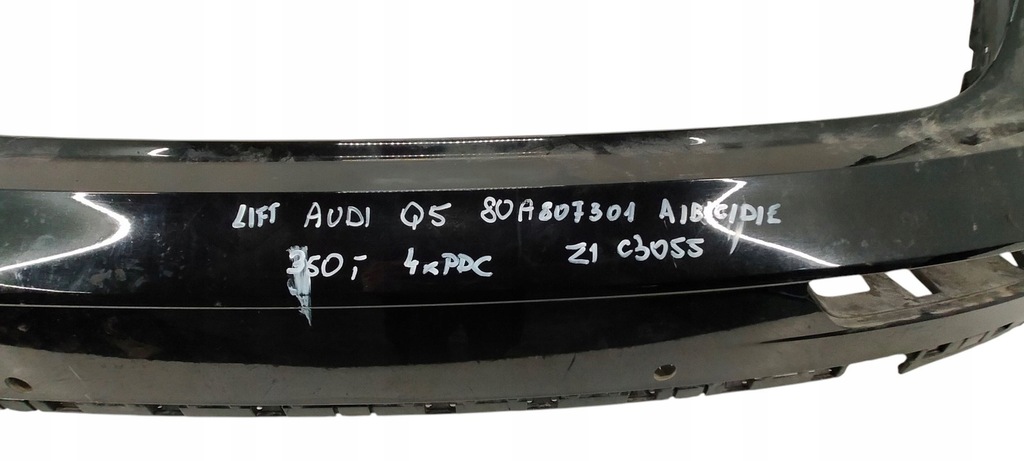 LIFT AUDI Q5 80A807301 A/B/C/D/E
350,- 4xPDC Z1 C3055